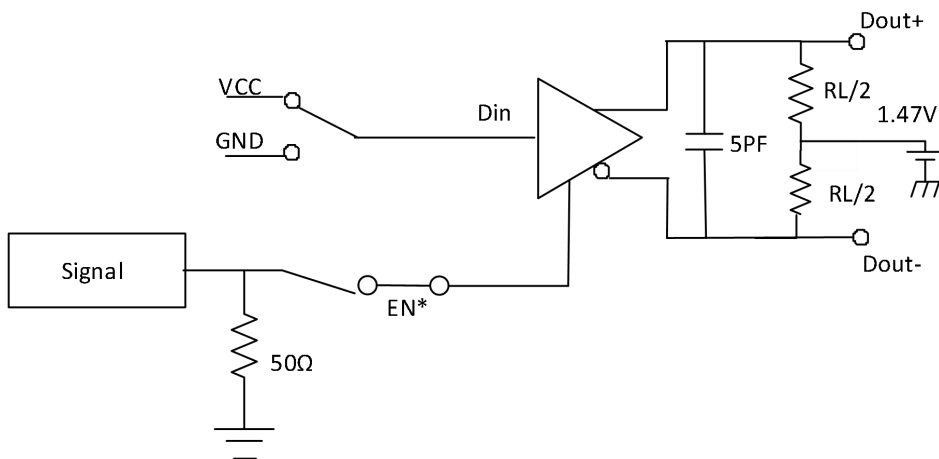 Dout+
VCC
RL/2
1.47V
Din
GND
5PF
RL/2
Signal
Dout-
EN*
50Ω